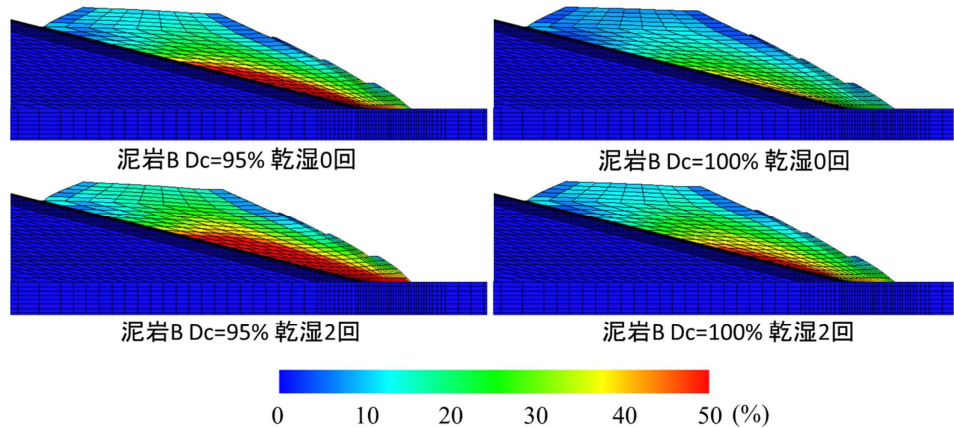 泥岩B Dc=95% 乾湿0回
泥岩B Dc=100% 乾湿0回
泥岩B Dc=95% 乾湿2回
泥岩B Dc=100% 乾湿2回
0 10 20 30 40 50 (%)